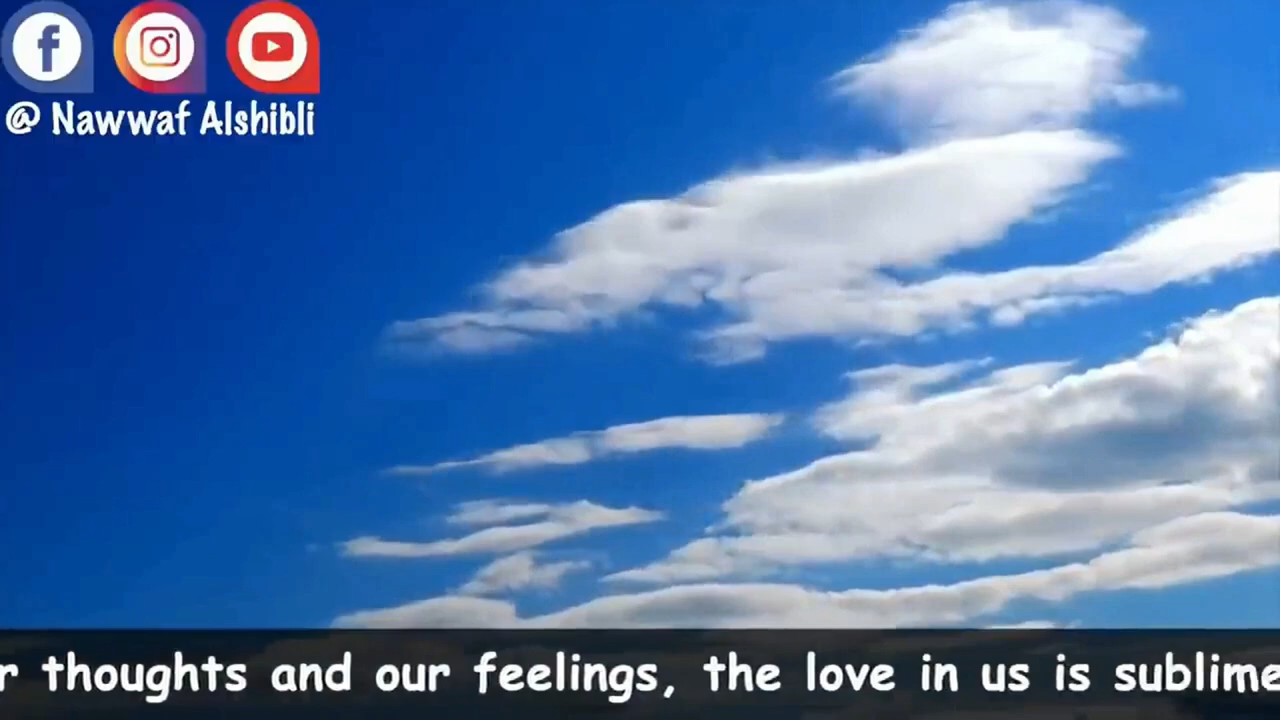 @ Nawwaf Alshibli
thoughts and our feelings, the love in us is sublime